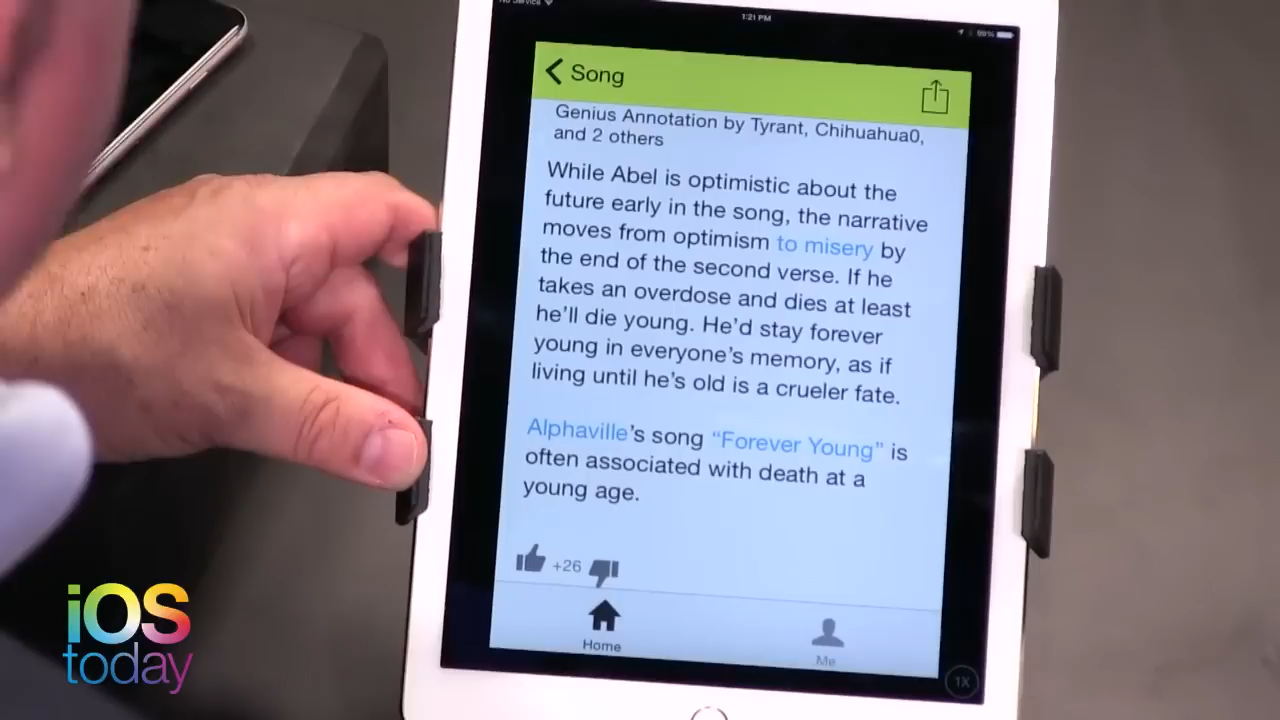 No Service
1:21 PM
99%
Song
Genius Annotation by Tyrant, Chihuahua0,
and 2 others
While Abel is optimistic about the
future early in the song, the narrative
moves from optimism to misery by
the end of the second verse. If he
takes an overdose and dies at least
he'll die young. He'd stay forever
young in everyone's memory, as if
living until he's old is a crueler fate.
Alphaville's song “Forever Young” is
often associated with death at a
young age.
+26
Home
Me
1X
iOS
today